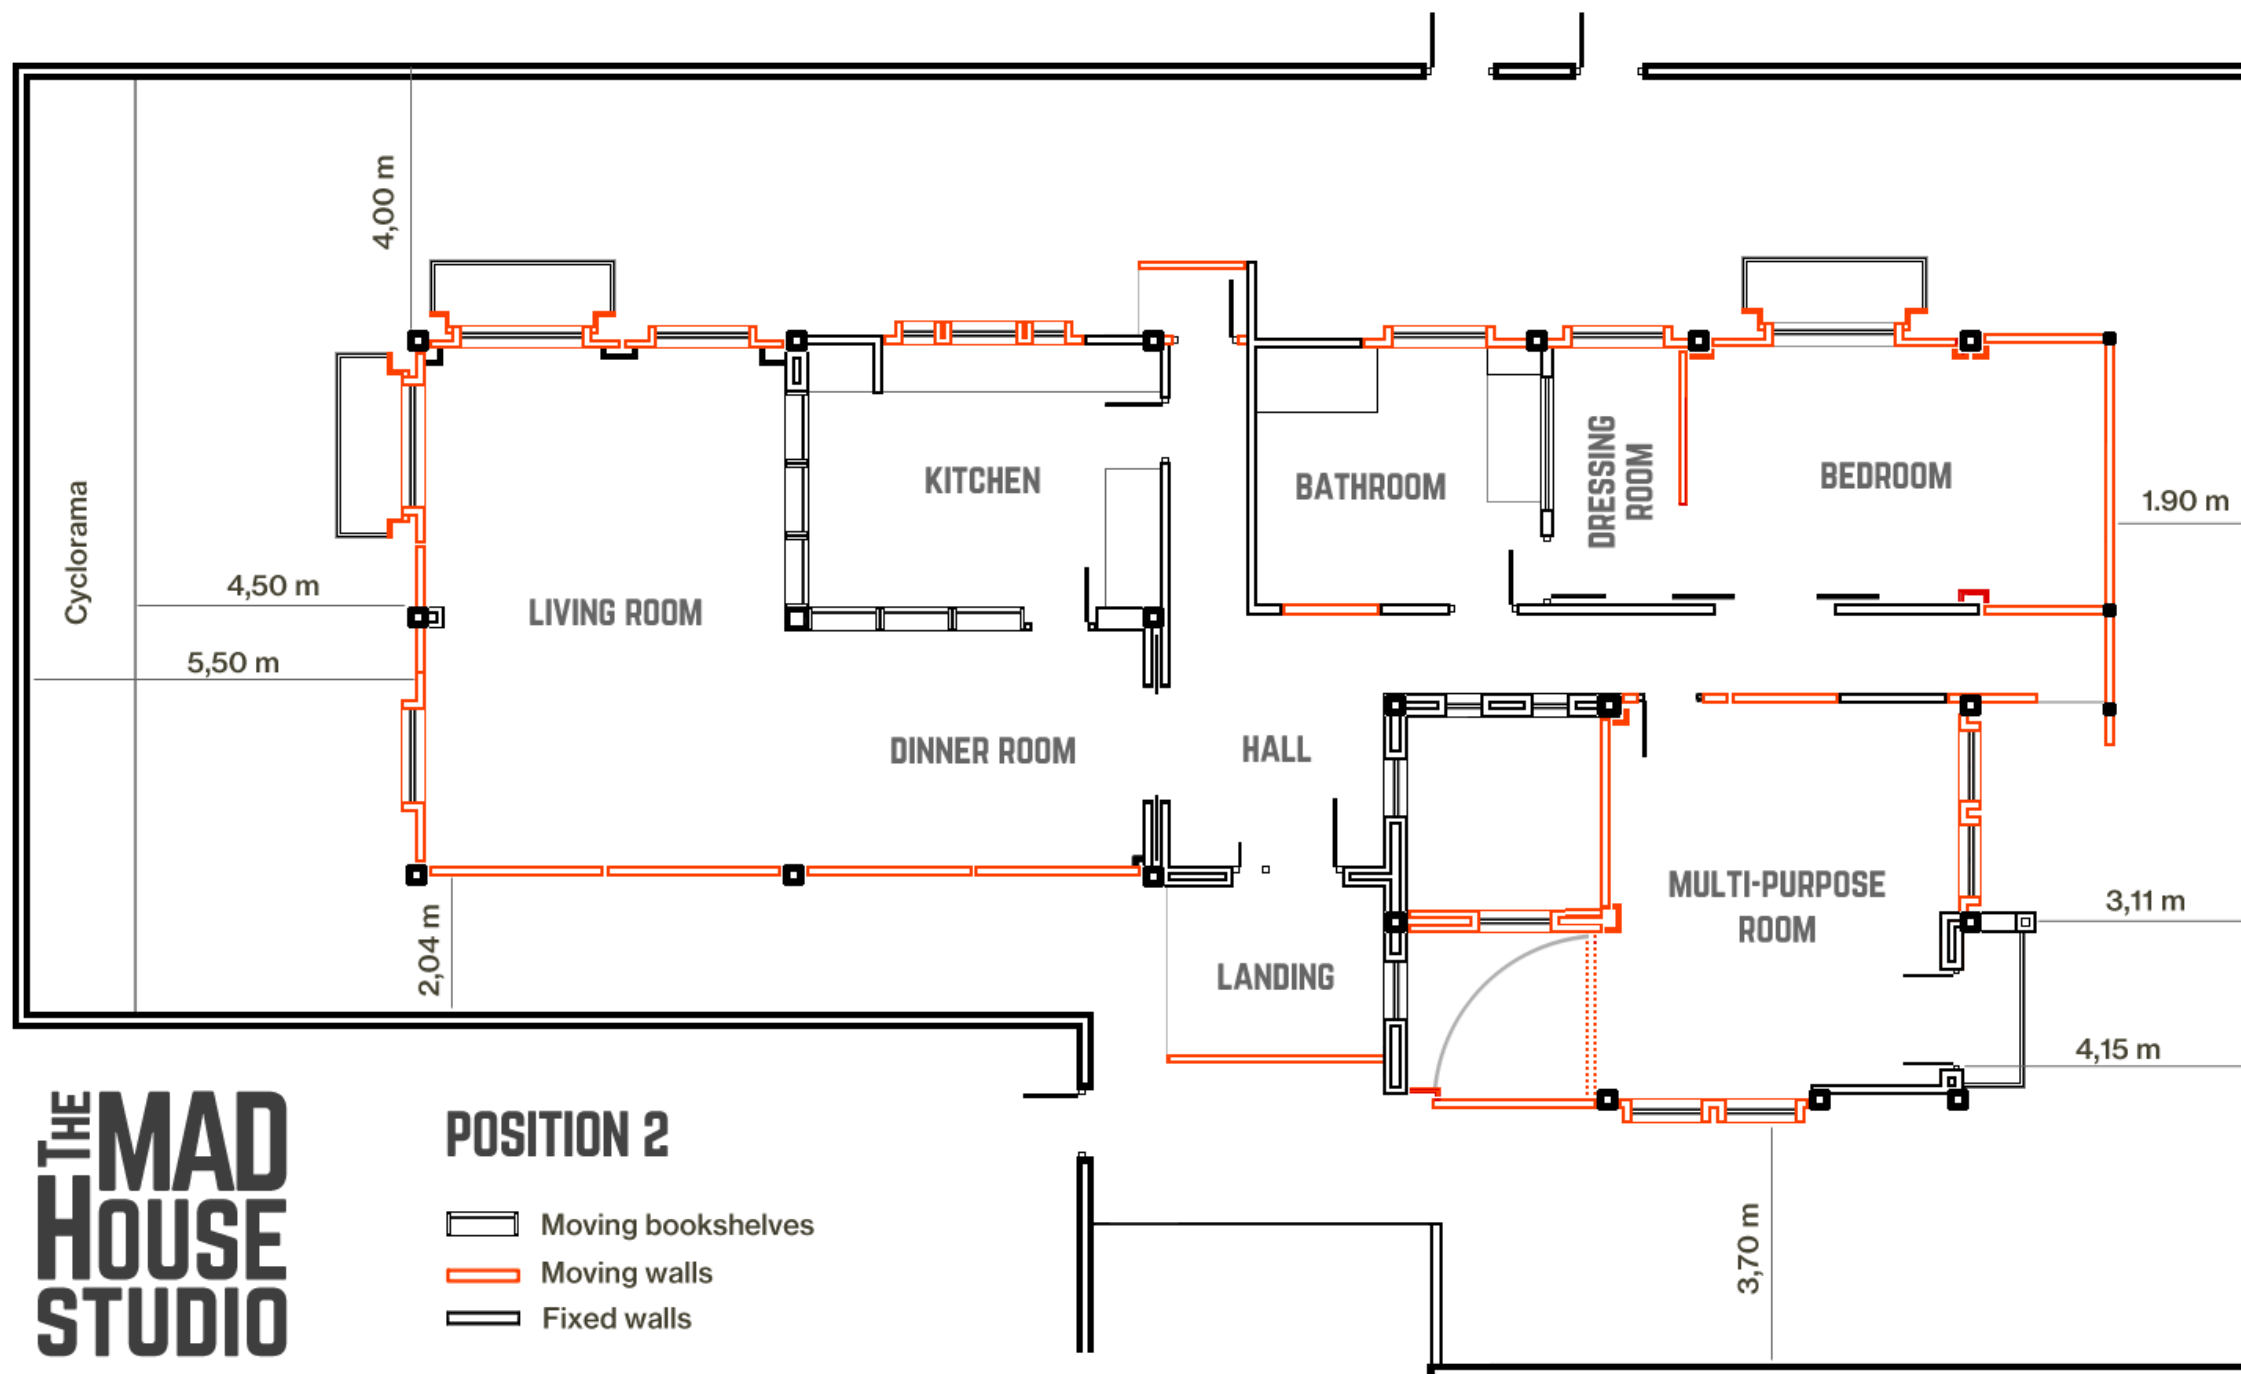 4,00 m
Cyclorama
4,50 m
5,50 m
LIVING ROOM
KITCHEN
BATHROOM
DRESSING
ROOM
BEDROOM
1.90 m
DINNER ROOM
HALL
MULTI-PURPOSE
ROOM
3,11 m
2,04 m
LANDING
4,15 m
THE MAD
HOUSE
STUDIO
POSITION 2
Moving bookshelves
Moving walls
Fixed walls
3,70 m